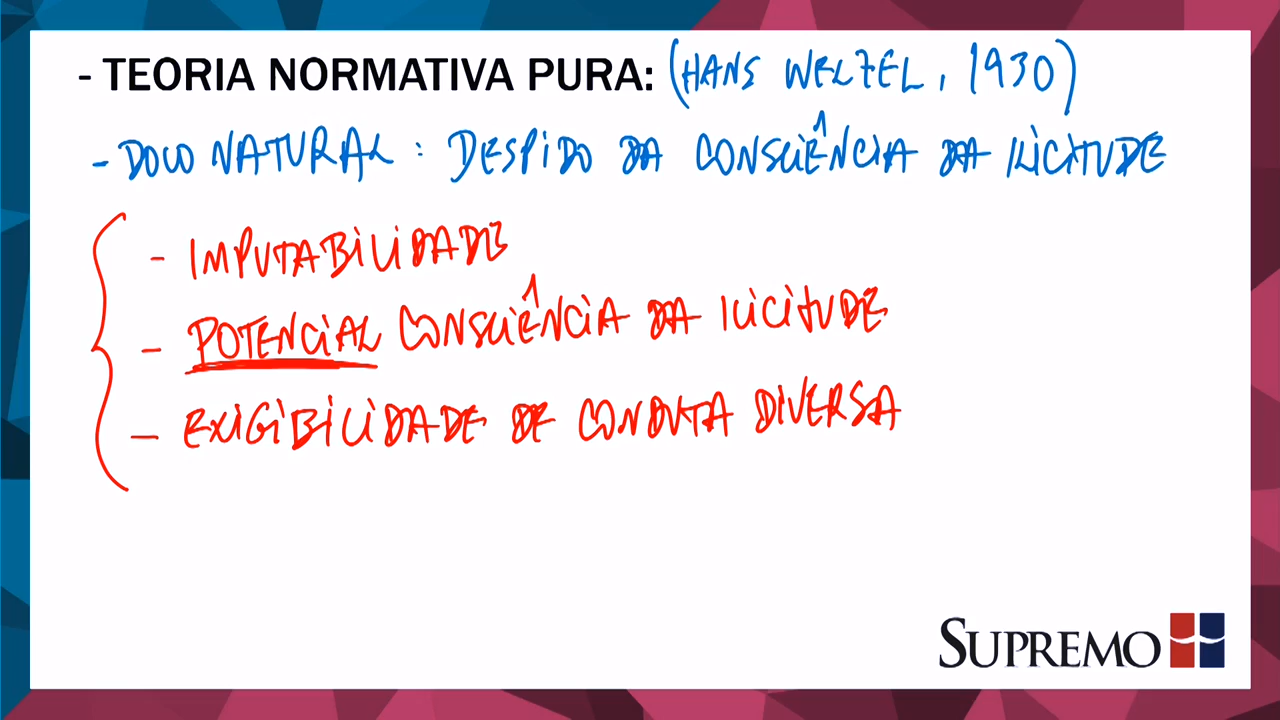 - TEORIA NORMATIVA PURA: (HANS WELZEL, 1930)
- DOLO NATURAL : DESPIDO DA CONSCIÊNCIA DA ILICITUDE
- IMPUTABILIDADE
- POTENCIAL CONSCIÊNCIA DA ILICITUDE
- EXIGIBILIDADE DE CONDUTA DIVERSA
SUPREMO